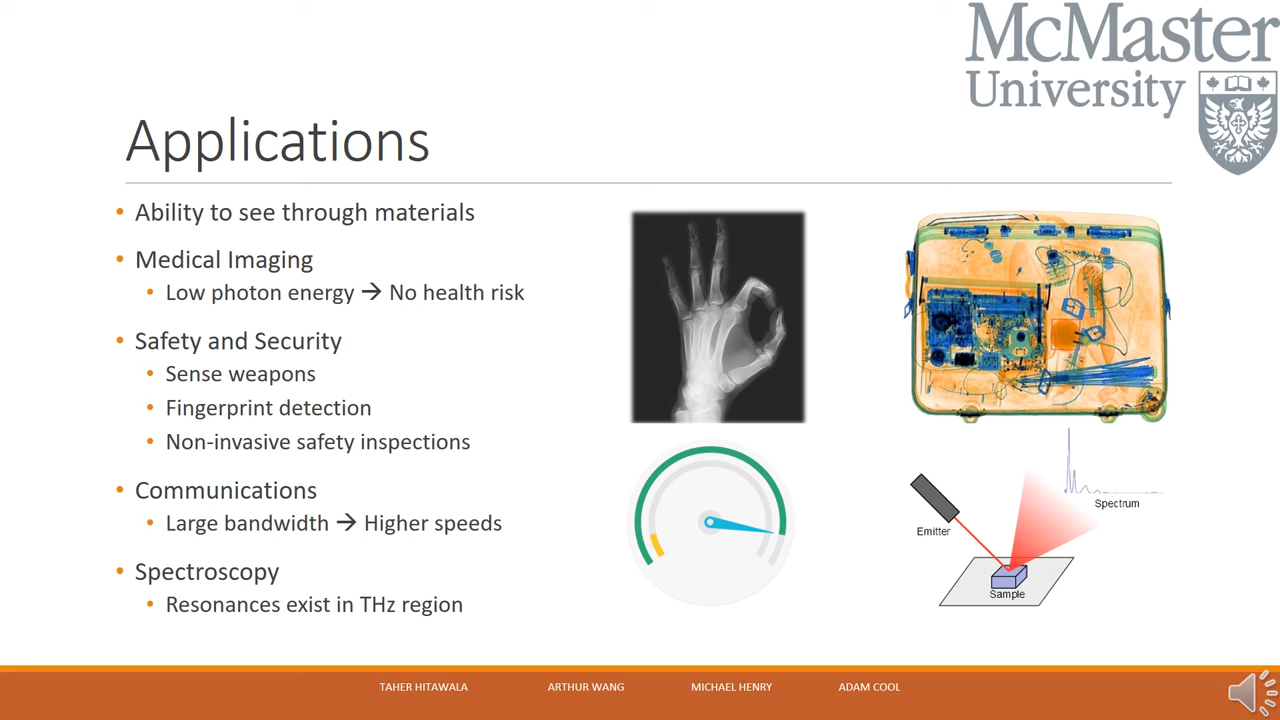 McMaster
University
Applications
• Ability to see through materials
• Medical Imaging
• Low photon energy → No health risk
• Safety and Security
• Sense weapons
• Fingerprint detection
• Non-invasive safety inspections
• Communications
• Large bandwidth → Higher speeds
• Spectroscopy
• Resonances exist in THz region
Spectrum
Emitter
Sample
TAHER HITAWALA ARTHUR WANG MICHAEL HENRY ADAM COOL